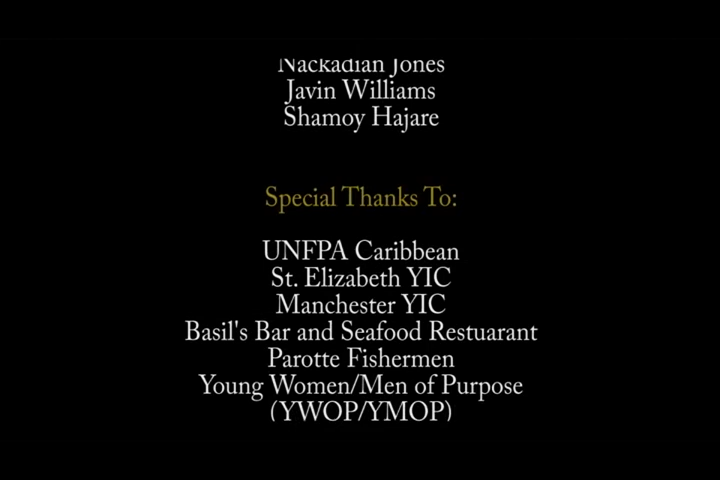 Nackadian Jones
Javin Williams
Shamoy Hajare
Special Thanks To:
UNFPA Caribbean
St. Elizabeth YIC
Manchester YIC
Basil's Bar and Seafood Restuarant
Parotte Fishermen
Young Women/Men of Purpose
(YWOP/YMOP)